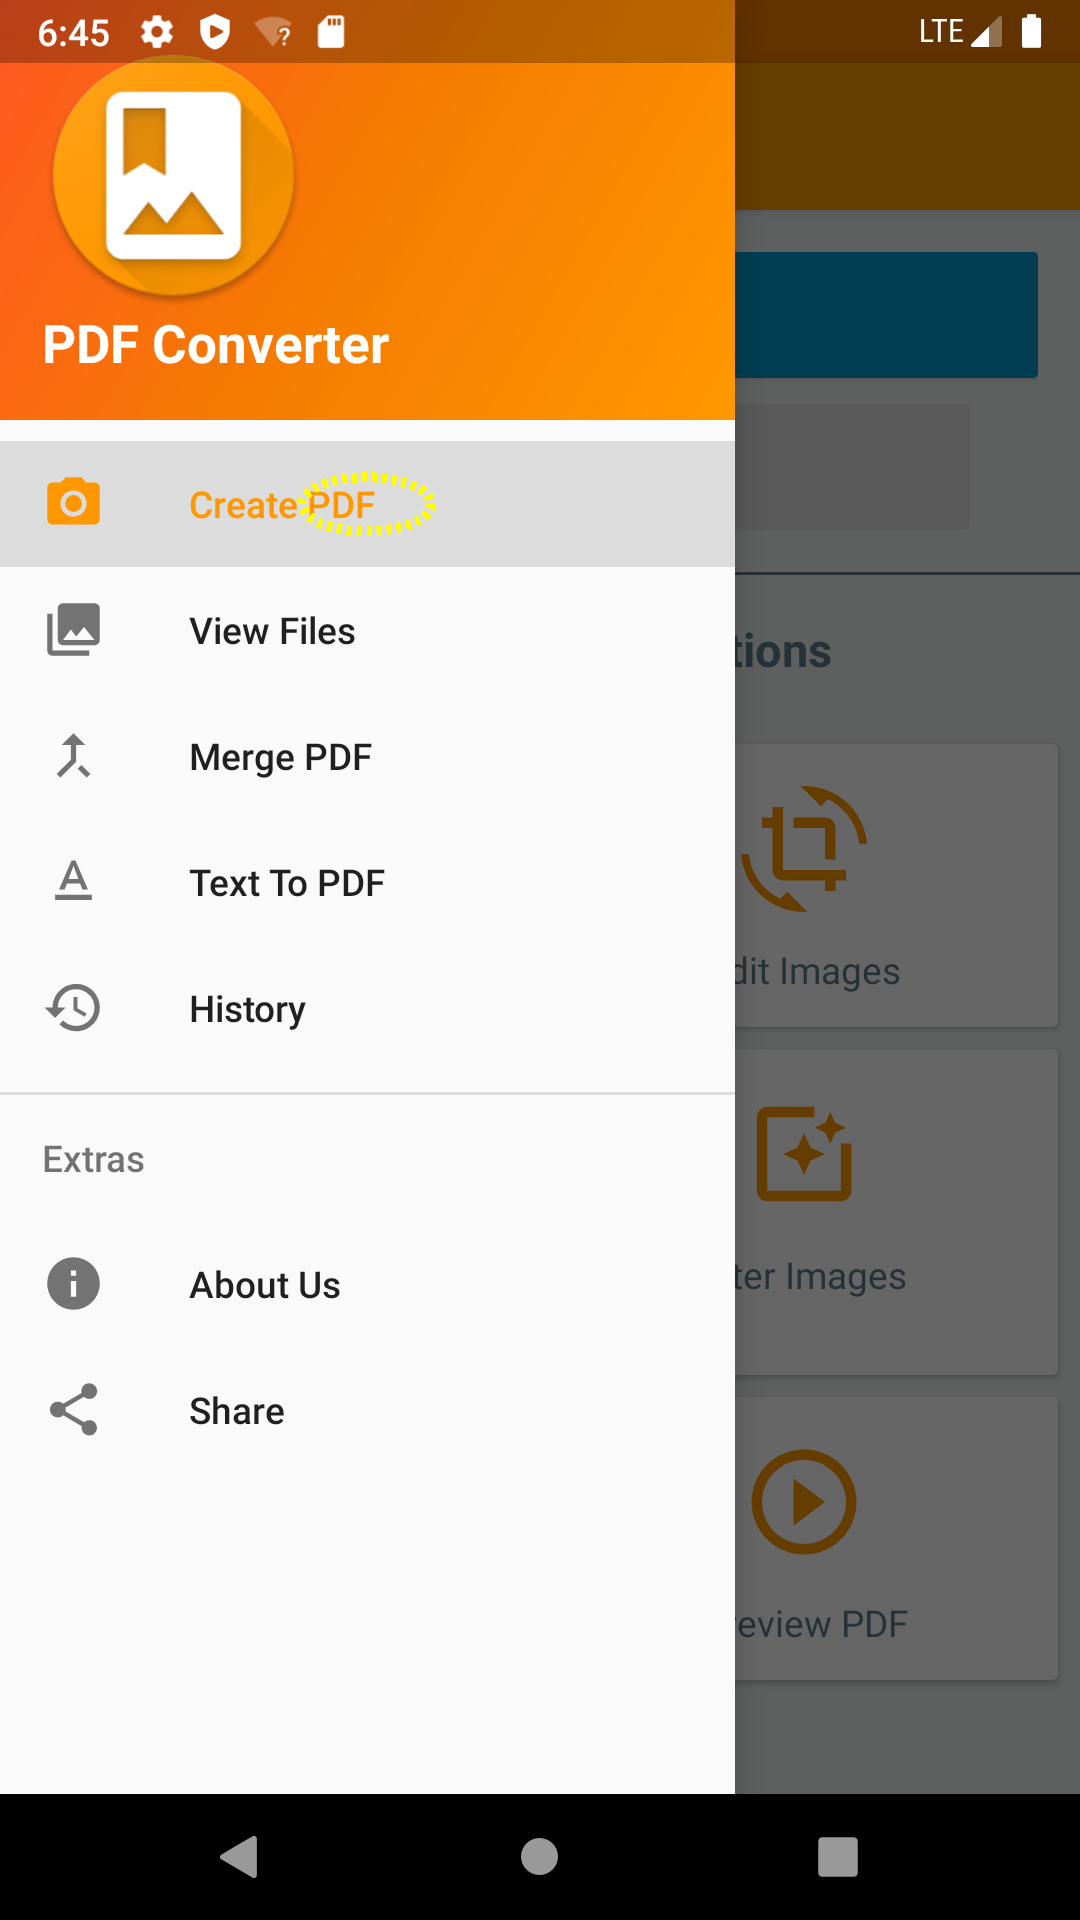 6:45
LTE
PDF Converter
Create PDF
View Files
tions
Merge PDF
Text To PDF
dit Images
History
Extras
ter Images
About Us
Share
review PDF